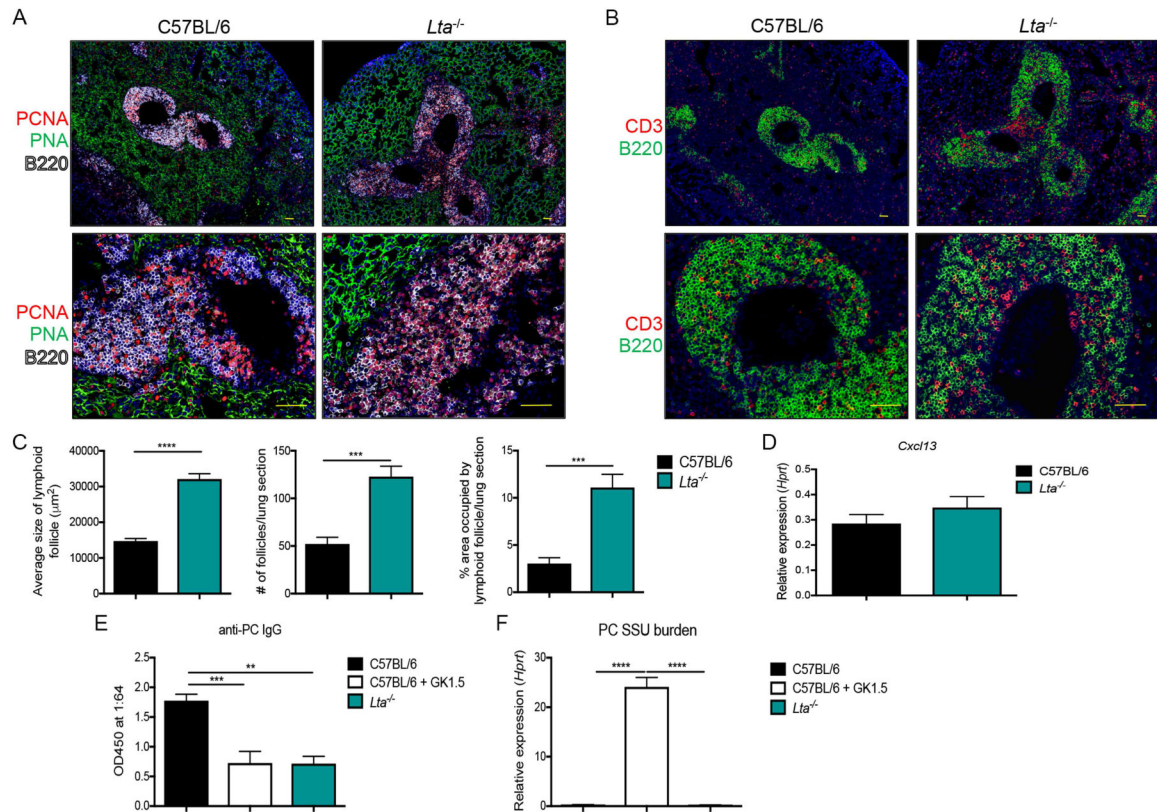 A
C57BL/6
Lta-/-
PCNA
PNA
B220
PCNA
PNA
B220
B
C57BL/6
Lta-/-
CD3
B220
CD3
B220
C
Average size of lymphoid
follicle (μm2)
40000
30000
20000
10000
0
****
# of follicles/lung section
150
100
50
0
***
% area occupied by
lymphoid follicle/lung section
15
10
5
0
***
C57BL/6
Lta-/-
D
Cxcl13
Relative expression (Hprt)
0.5
0.4
0.3
0.2
0.1
0.0
C57BL/6
Lta-/-
E
anti-PC IgG
OD450 at 1:64
2.5
2.0
1.5
1.0
0.5
0.0
**
***
C57BL/6
C57BL/6 + GK1.5
Lta-/-
F
PC SSU burden
Relative expression (Hprt)
30
20
10
0
****
****
C57BL/6
C57BL/6 + GK1.5
Lta-/-